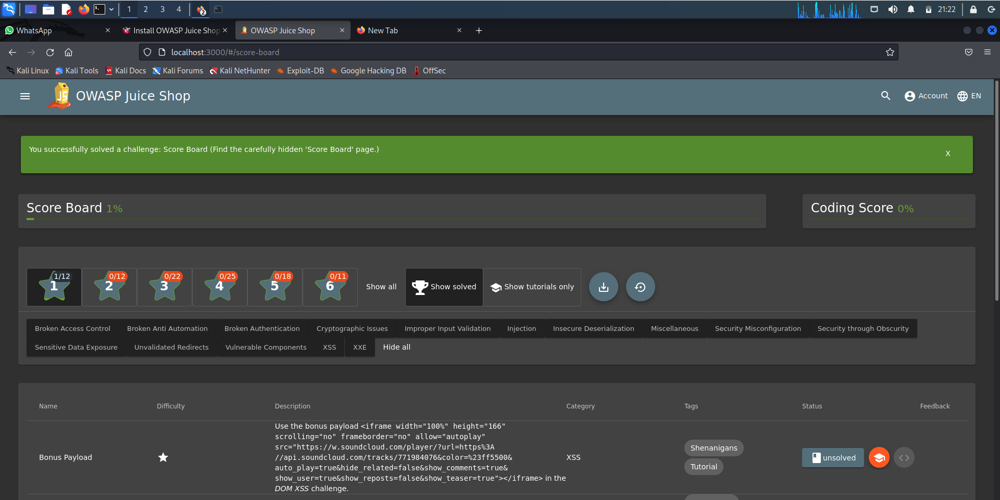 1 2 3 4 2 21:22
WhatsApp Install OWASP Juice Shop OWASP Juice Shop New Tab
localhost:3000/#/score-board
Kali Linux Kali Tools Kali Docs Kali Forums Kali NetHunter Exploit-DB Google Hacking DB OffSec
JS OWASP Juice Shop Account EN
You successfully solved a challenge: Score Board (Find the carefully hidden 'Score Board' page.) X
Score Board 1% Coding Score 0%
1/12 0/12 0/22 0/25 0/18 0/11
1 2 3 4 5 6 Show all Show solved Show tutorials only
Broken Access Control Broken Anti Automation Broken Authentication Cryptographic Issues Improper Input Validation Injection Insecure Deserialization Miscellaneous Security Misconfiguration Security through Obscurity
Sensitive Data Exposure Unvalidated Redirects Vulnerable Components XSS XXE Hide all
Name Difficulty Description Category Tags Status Feedback
Use the bonus payload <iframe width="100%" height="166"
scrolling="no" frameborder="no" allow="autoplay"
src="https://w.soundcloud.com/player/?url=https%3A
//api.soundcloud.com/tracks/771984076&color=%23ff5500&
auto_play=true&hide_related=false&show_comments=true&
show_user=true&show_reposts=false&show_teaser=true"></iframe> in the
DOM XSS challenge.
Bonus Payload XSS Shenanigans Tutorial unsolved